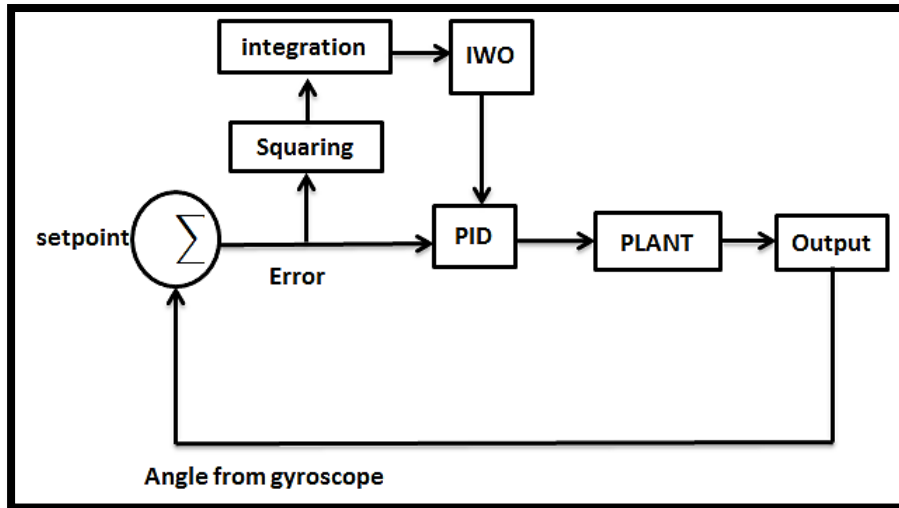 integration
IWO
Squaring
setpoint
∑
PID
PLANT
Output
Error
Angle from gyroscope